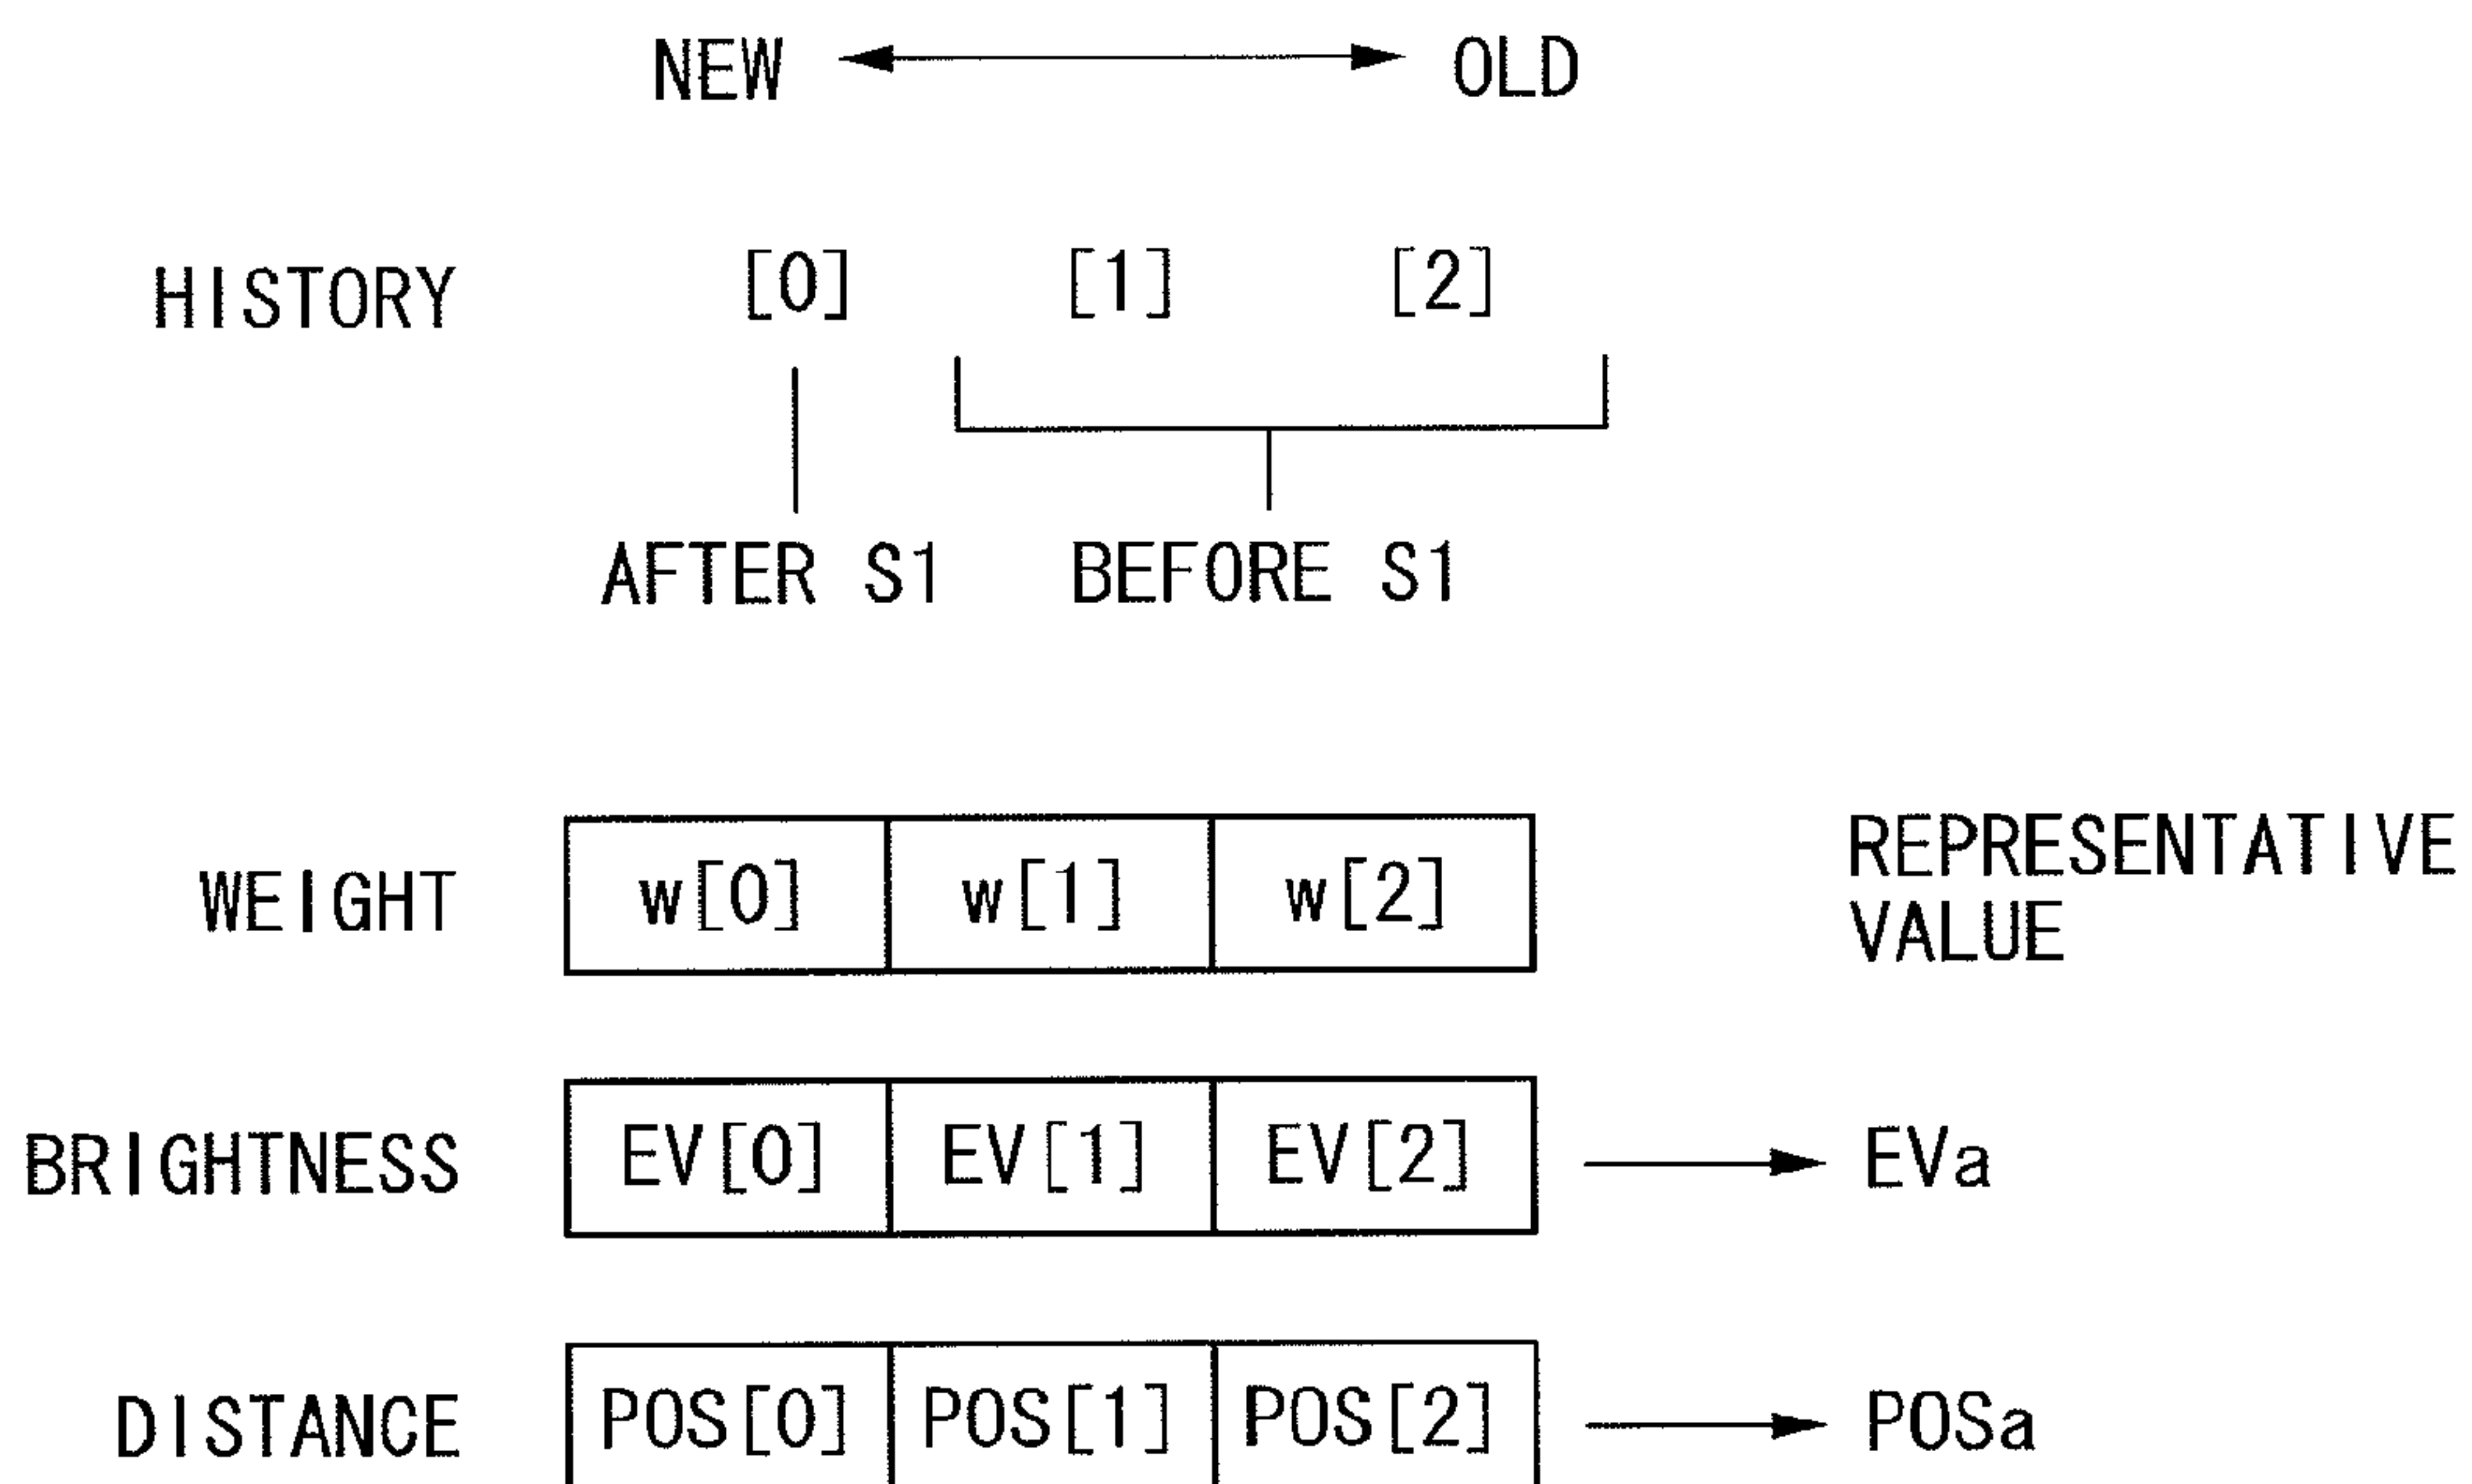 NEW OLD
HISTORY [0] [1] [2]
AFTER S1 BEFORE S1
WEIGHT w[0] w[1] w[2] REPRESENTATIVE
VALUE
BRIGHTNESS EV[0] EV[1] EV[2] EVa
DISTANCE POS[0] POS[1] POS[2] POSa